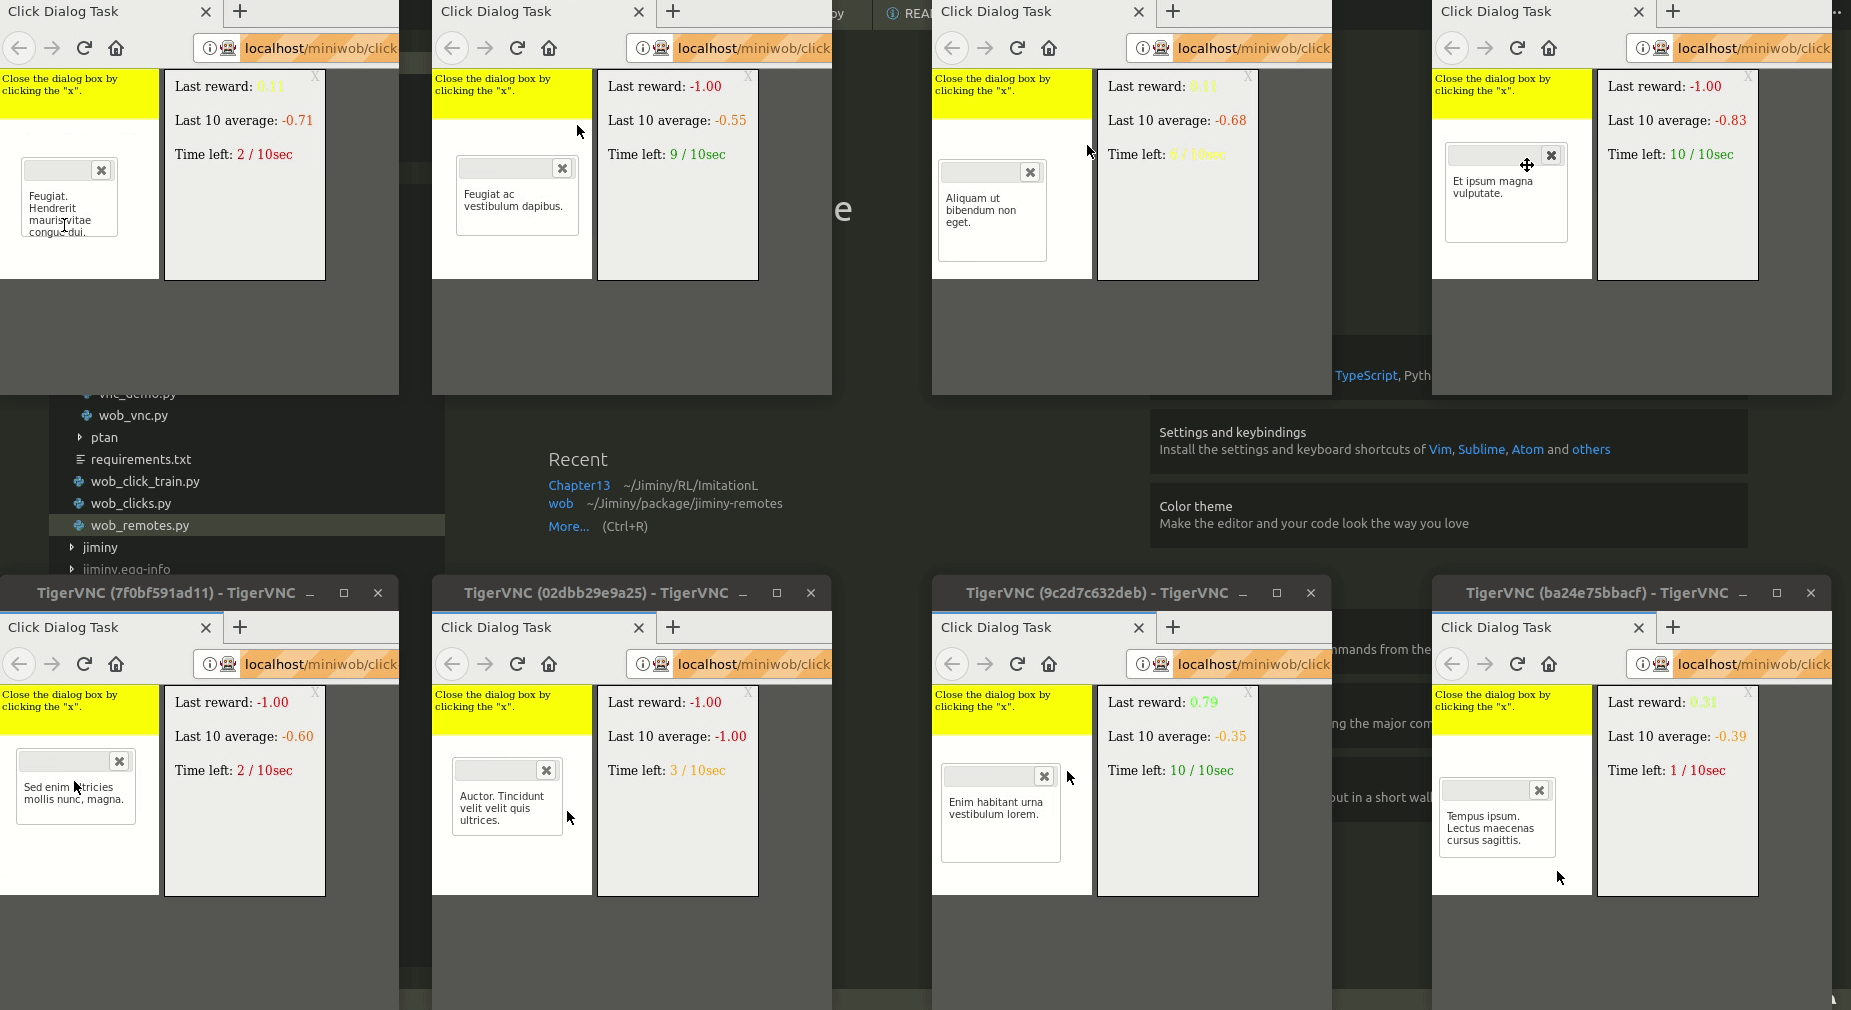 Click Dialog Task
localhost/miniwob/click
Close the dialog box by
clicking the "x".
Feugiat.
Hendrerit
mauris vitae
congue dui.
X
Last reward: 0.11
Last 10 average: -0.71
Time left: 2 / 10sec
Click Dialog Task
localhost/miniwob/click
Close the dialog box by
clicking the "x".
Feugiat ac
vestibulum dapibus.
X
Last reward: -1.00
Last 10 average: -0.55
Time left: 9 / 10sec
Click Dialog Task
localhost/miniwob/click
Close the dialog box by
clicking the "x".
Aliquam ut
bibendum non
eget.
X
Last reward: 0.11
Last 10 average: -0.68
Time left: / 10sec
Click Dialog Task
localhost/miniwob/click
Close the dialog box by
clicking the "x".
Et ipsum magna
vulputate.
X
Last reward: -1.00
Last 10 average: -0.83
Time left: 10 / 10sec
py
REA
e
TypeScript, Pyth
vnc_demo.py
wob_vnc.py
ptan
requirements.txt
wob_click_train.py
wob_clicks.py
wob_remotes.py
jiminy
jiminy.egg-info
Recent
Chapter13 ~/Jiminy/RL/ImitationL
wob ~/Jiminy/package/jiminy-remotes
More... (Ctrl+R)
Settings and keybindings
Install the settings and keyboard shortcuts of Vim, Sublime, Atom and others
Color theme
Make the editor and your code look the way you love
TigerVNC (7f0bf591ad11) - TigerVNC
Click Dialog Task
localhost/miniwob/click
Close the dialog box by
clicking the "x".
Sed enim ultricies
mollis nunc, magna.
X
Last reward: -1.00
Last 10 average: -0.60
Time left: 2 / 10sec
TigerVNC (02dbb29e9a25) - TigerVNC
Click Dialog Task
localhost/miniwob/click
Close the dialog box by
clicking the "x".
Auctor. Tincidunt
velit velit quis
ultrices.
Last reward: -1.00
Last 10 average: -1.00
Time left: 3 / 10sec
TigerVNC (9c2d7c632deb) - TigerVNC
Click Dialog Task
localhost/miniwob/click
Close the dialog box by
clicking the "x".
Enim habitant urna
vestibulum lorem.
X
Last reward: 0.79
Last 10 average: -0.35
Time left: 10 / 10sec
mmands from the
ng the major com
out in a short walk
TigerVNC (ba24e75bbacf) - TigerVNC
Click Dialog Task
localhost/miniwob/click
Close the dialog box by
clicking the "x".
Tempus ipsum.
Lectus maecenas
cursus sagittis.
X
Last reward: 0.31
Last 10 average: -0.39
Time left: 1 / 10sec